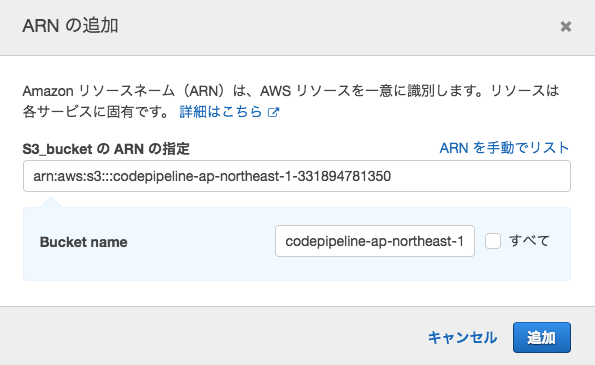 ARN の追加
Amazon リソースネーム（ARN）は、AWS リソースを一意に識別します。リソースは
各サービスに固有です。 詳細はこちら
S3_bucket の ARN の指定 ARN を手動でリスト
arn:aws:s3:::codepipeline-ap-northeast-1-331894781350
Bucket name codepipeline-ap-northeast-1 すべて
キャンセル 追加